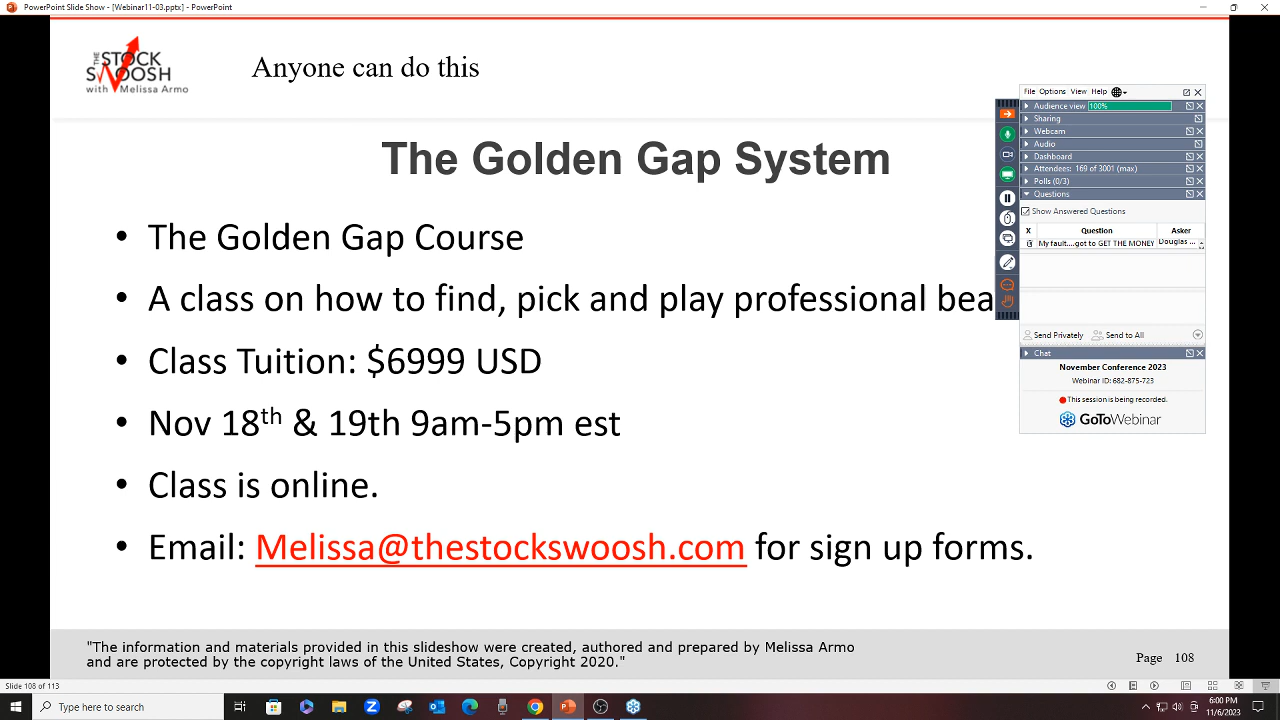 PowerPoint Slide Show - [Webinar11-03.pptx] - PowerPoint
THE STOCK
SWOOSH
with Melissa Armo
Anyone can do this
The Golden Gap System
• The Golden Gap Course
• A class on how to find, pick and play professional bea
• Class Tuition: $6999 USD
• Nov 18th & 19th 9am-5pm est
• Class is online.
• Email: Melissa@thestockswoosh.com for sign up forms.
"The information and materials provided in this slideshow were created, authored and prepared by Melissa Armo
and are protected by the copyright laws of the United States, Copyright 2020."
Page 108
File Options View Help
Audience view 100%
Sharing
Webcam
Audio
Dashboard
Attendees: 169 of 3001 (max)
Polls (0/3)
Questions
Show Answered Questions
X Question Asker
My fault....got to GET THE MONEY Douglas ...
Send Privately Send to All
Chat
November Conference 2023
Webinar ID: 682-875-723
This session is being recorded.
GoToWebinar
Slide 108 of 113
Type here to search
6:00 PM
11/6/2023